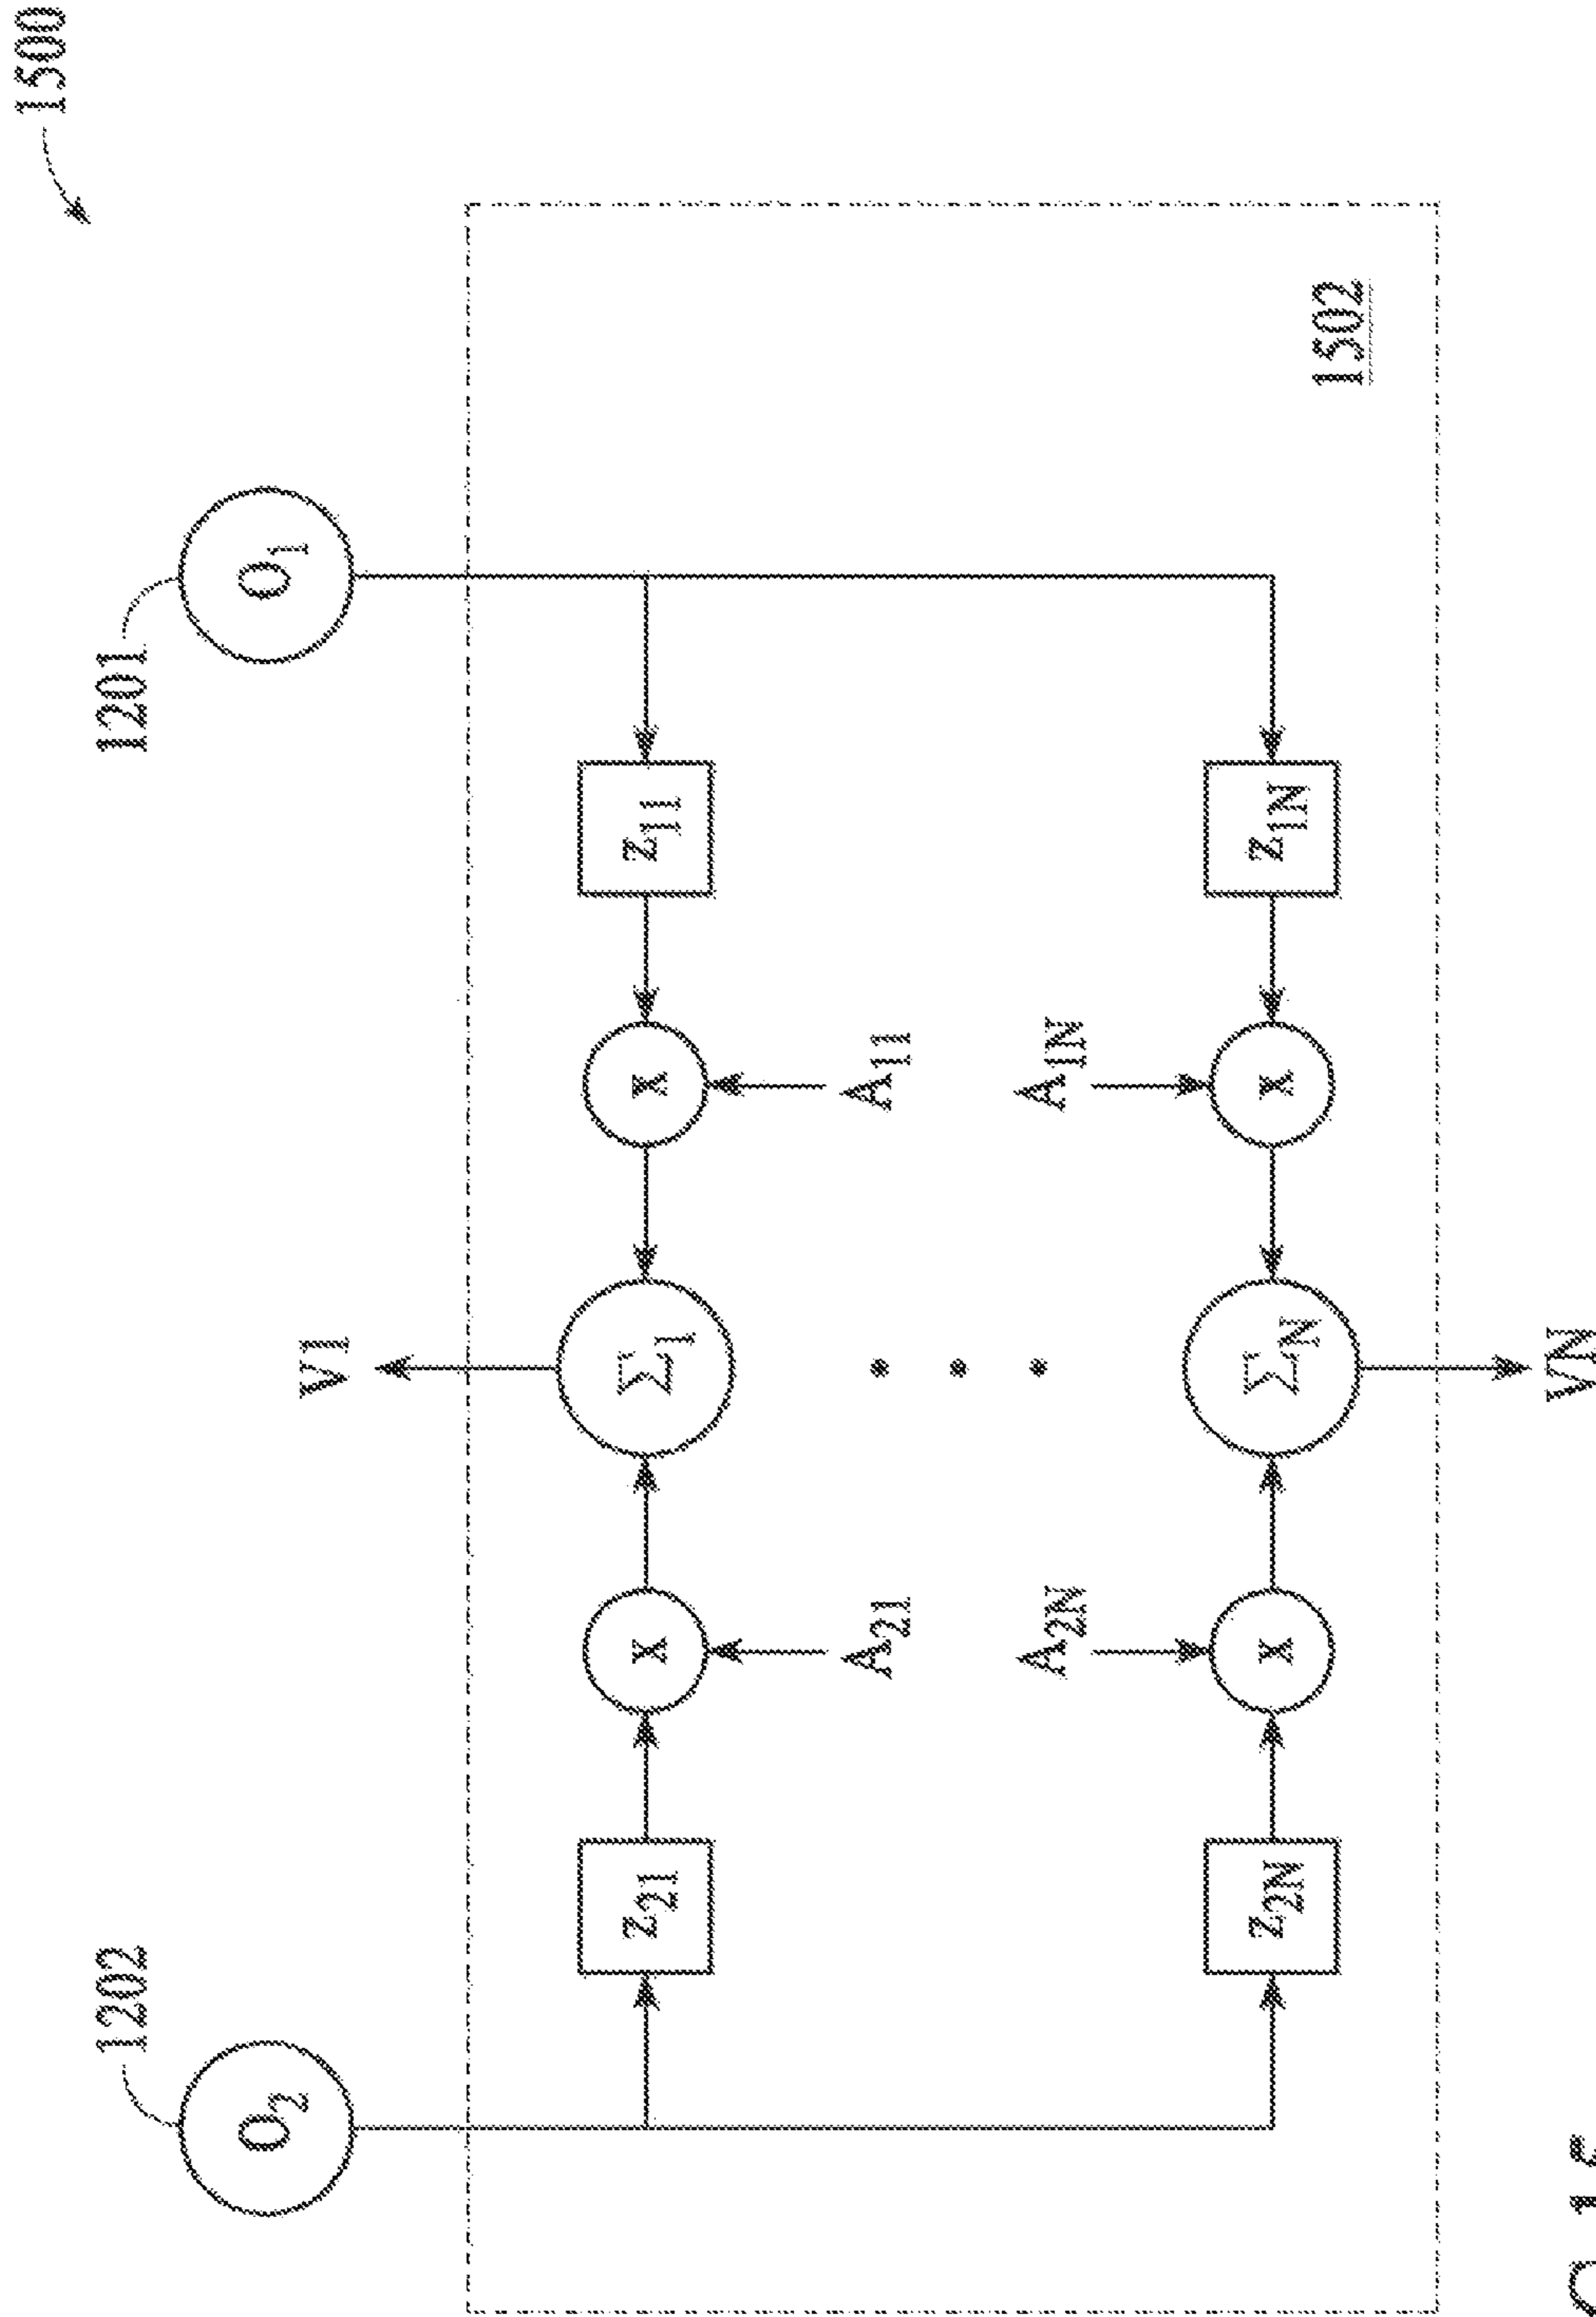 1500
1202
1201
O₂
O₁
V1
z₂₁
x
Σ₁
x
z₁₁
A₂₁
A₁₁
A₂N
A₁N
z₂N
x
ΣN
x
z₁N
1502
VN